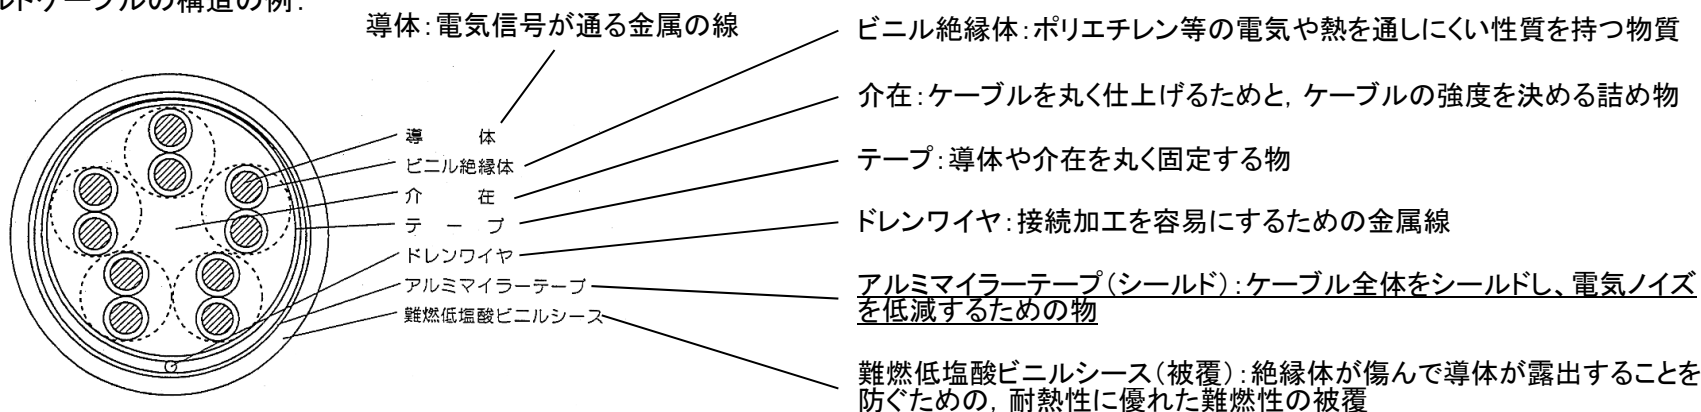 ルドケーブルの構造の例:
導体:電気信号が通る金属の線
ビニル絶縁体:ポリエチレン等の電気や熱を通しにくい性質を持つ物質
介在:ケーブルを丸く仕上げるためと, ケーブルの強度を決める詰め物
テープ:導体や介在を丸く固定する物
ドレンワイヤ:接続加工を容易にするための金属線
アルミマイラーテープ(シールド):ケーブル全体をシールドし、電気ノイズ
を低減するための物
難燃低塩酸ビニルシース(被覆):絶縁体が傷んで導体が露出することを
防ぐための, 耐熱性に優れた難燃性の被覆
導 体
ビニル絶縁体
介 在
テ ー プ
ドレンワイヤ
アルミマイラーテープ
難燃低塩酸ビニルシース